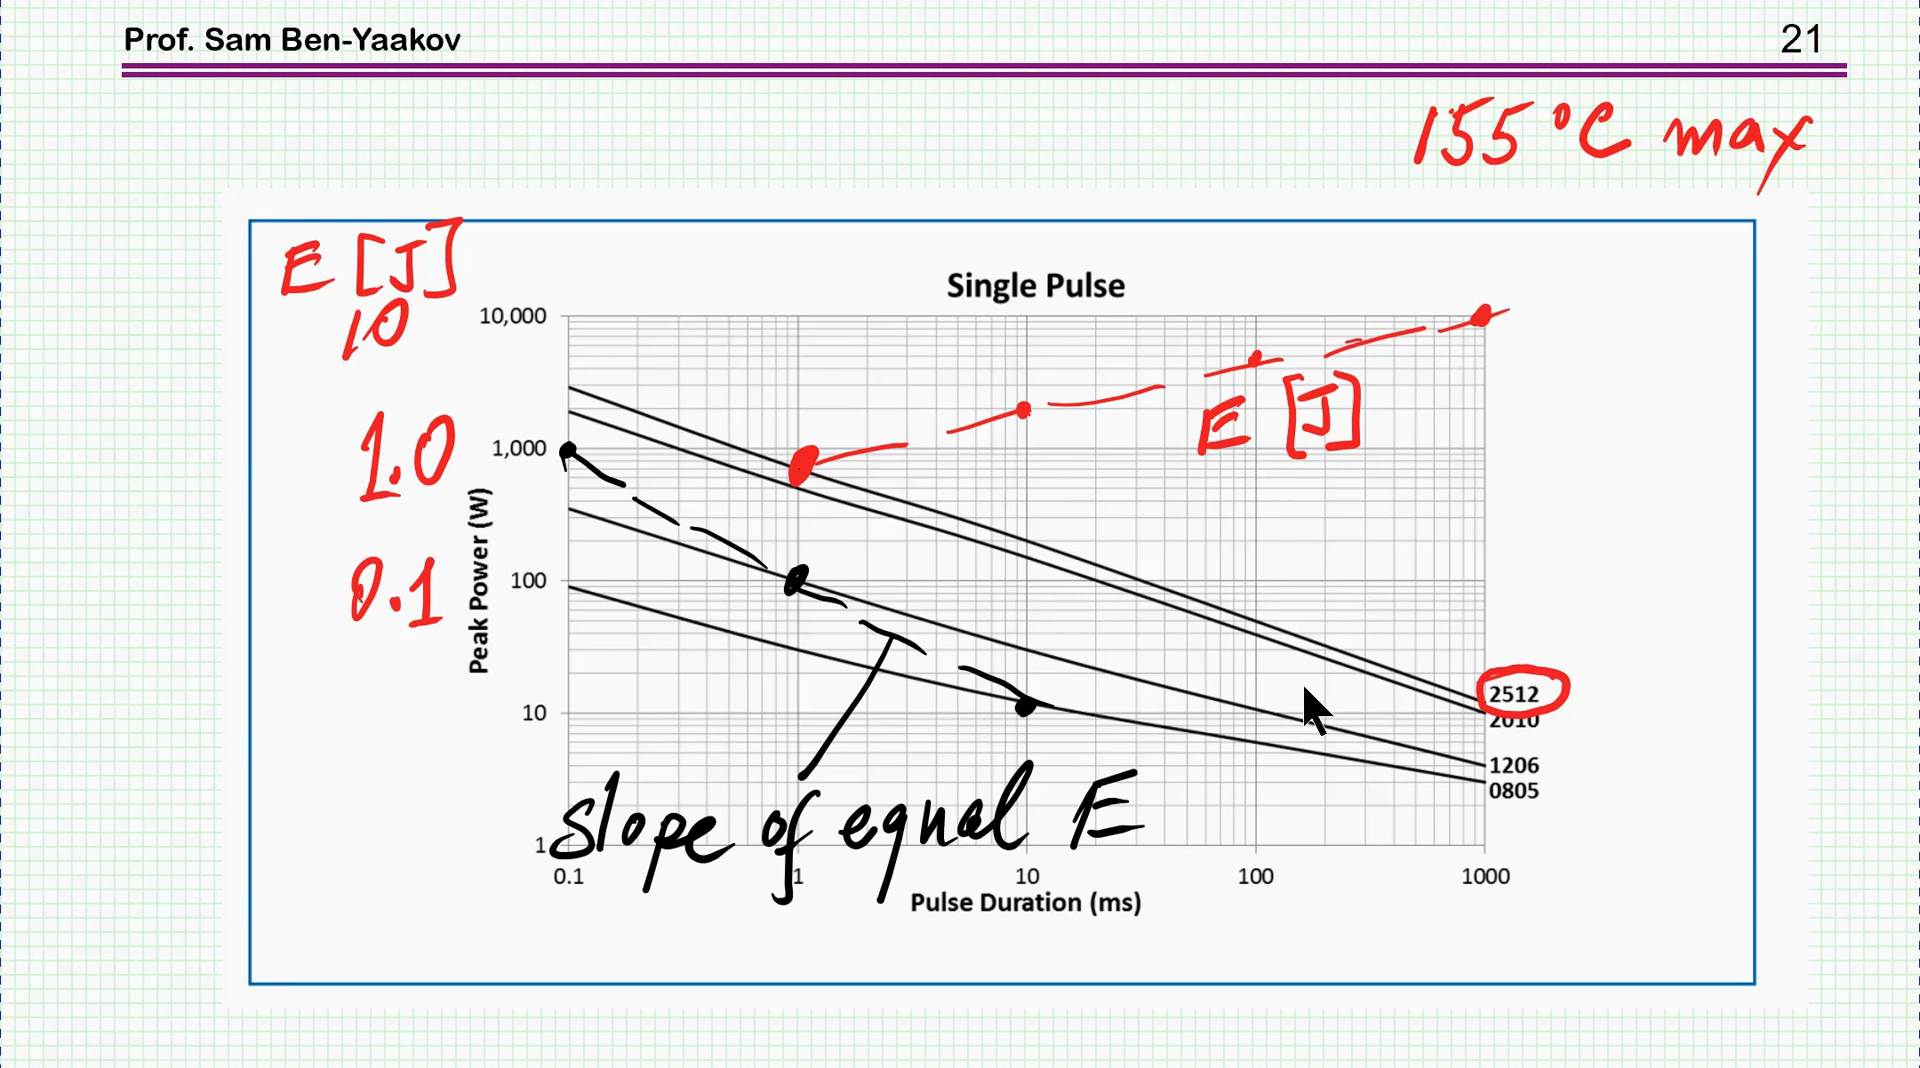 Prof. Sam Ben-Yaakov
21
155°C max
E [J]
10
1.0
0.1
Single Pulse
10,000
1,000
100
10
1
Peak Power (W)
E [J]
2512
2010
1206
0805
slope of equal E
0.1
1
10
100
1000
Pulse Duration (ms)